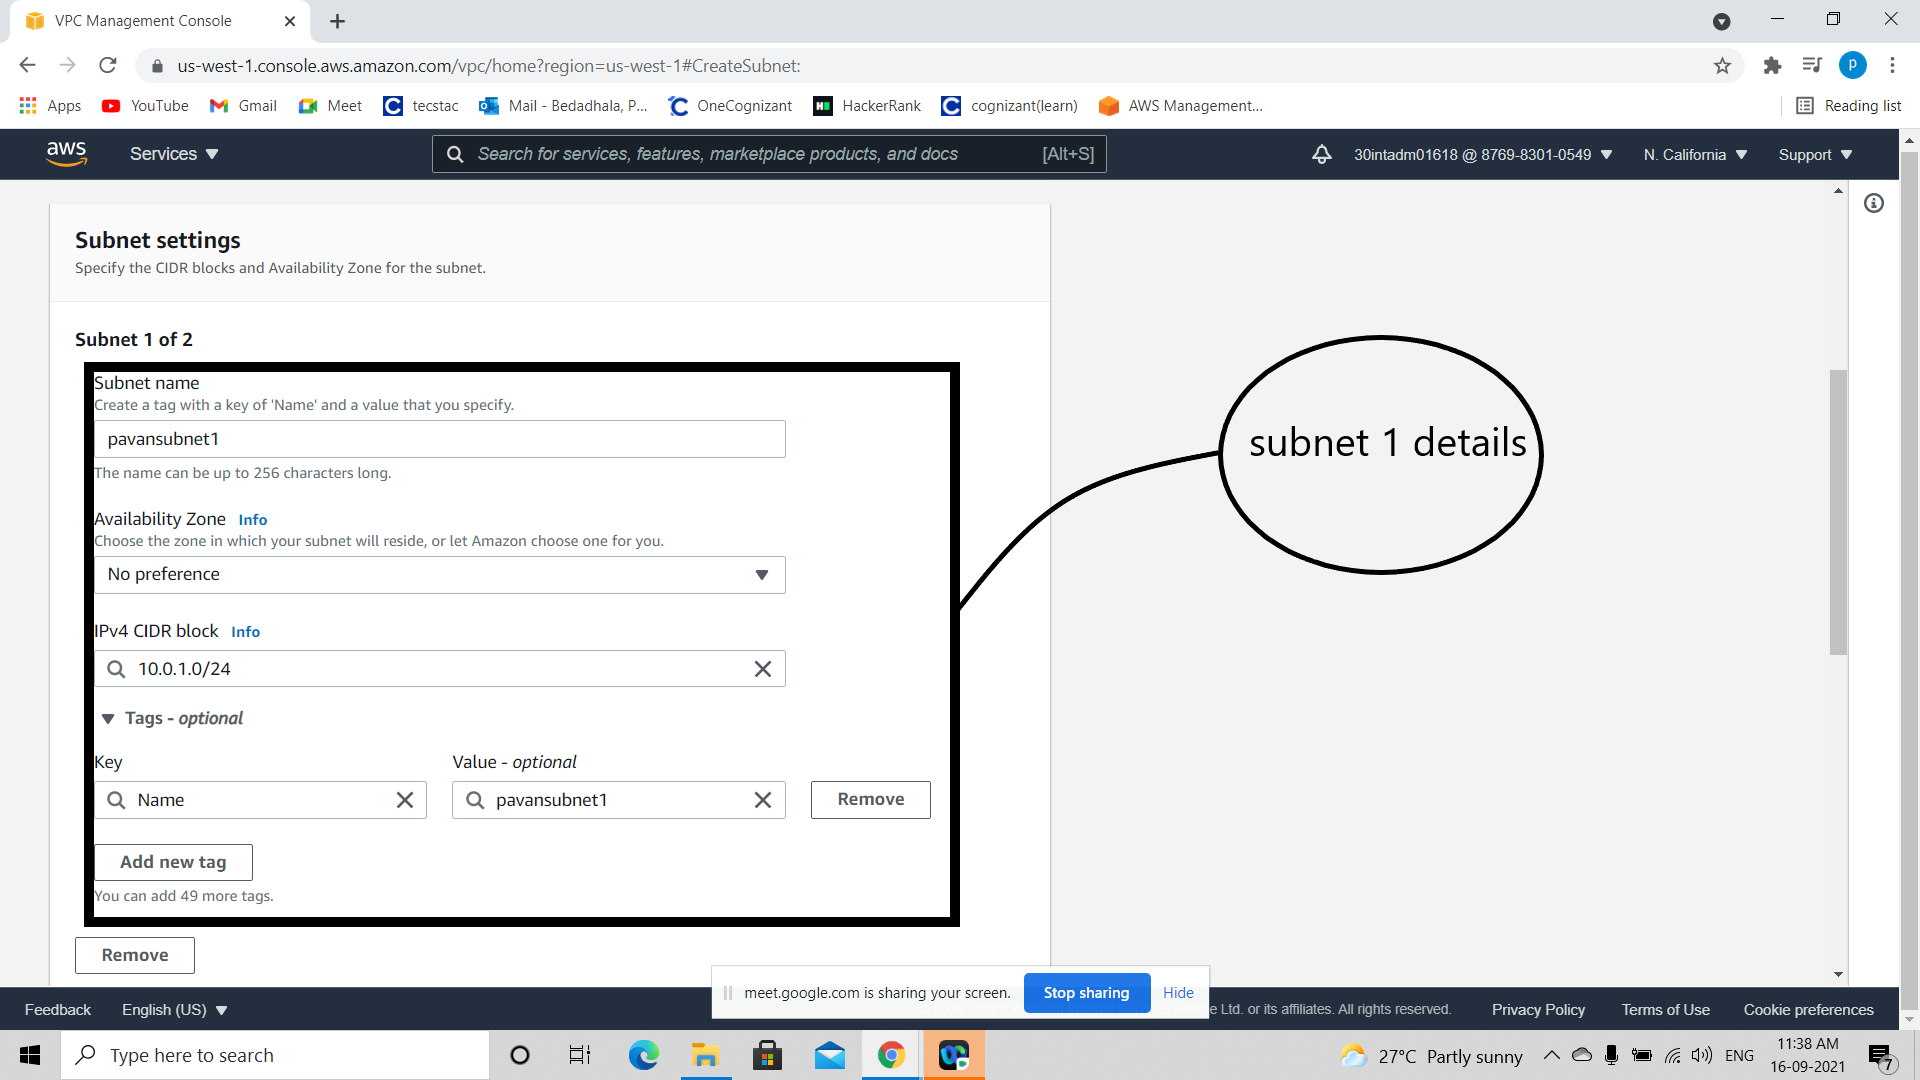 VPC Management Console
us-west-1.console.aws.amazon.com/vpc/home?region=us-west-1#CreateSubnet:
P
Apps YouTube Gmail Meet tecstac Mail - Bedadhala, P... OneCognizant HackerRank cognizant(learn) AWS Management... Reading list
aws Services Search for services, features, marketplace products, and docs [Alt+S] 30intadm01618 @ 8769-8301-0549 N. California Support
Subnet settings
Specify the CIDR blocks and Availability Zone for the subnet.
Subnet 1 of 2
Subnet name
Create a tag with a key of 'Name' and a value that you specify.
pavansubnet1
The name can be up to 256 characters long.
Availability Zone Info
Choose the zone in which your subnet will reside, or let Amazon choose one for you.
No preference
IPv4 CIDR block Info
10.0.1.0/24
Tags - optional
Key Value - optional
Name pavansubnet1 Remove
Add new tag
You can add 49 more tags.
Remove
subnet 1 details
meet.google.com is sharing your screen. Stop sharing Hide
Feedback English (US) e Ltd. or its affiliates. All rights reserved. Privacy Policy Terms of Use Cookie preferences
Type here to search 27°C Partly sunny ENG 11:38 AM
16-09-2021 7